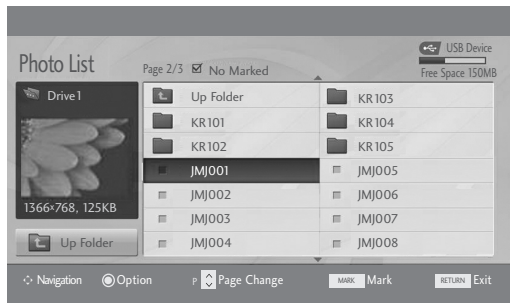 USB Device
Photo List
Page 2/3 No Marked
Free Space 150MB
Drive1
1366×768, 125KB
Up Folder
Up Folder
KR101
KR102
JMJ001
JMJ002
JMJ003
JMJ004
KR103
KR104
KR105
JMJ005
JMJ006
JMJ007
JMJ008
Navigation Option P Page Change MARK Mark RETURN Exit